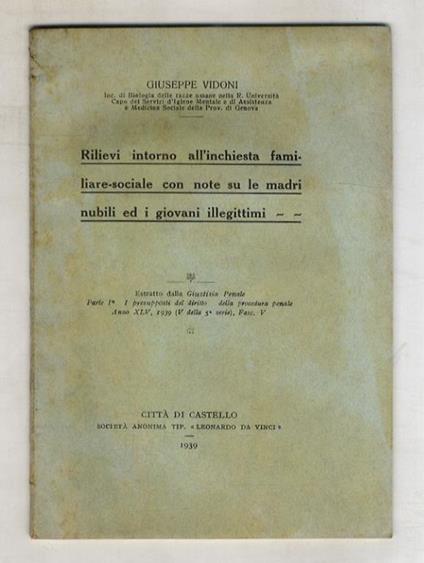 GIUSEPPE VIDONI
Inc. di Biologia delle razze umane nella R. Università
Capo dei Servizi d'Igiene Mentale e di Assistenza
e Medicina Sociale della Prov. di Genova
Rilievi intorno all'inchiesta fami-
liare-sociale con note su le madri
nubili ed i giovani illegittimi - -
Estratto dalla Giustizia Penale
Parte Iª I presupposti del diritto della procedura penale
Anno XLV, 1939 (V della 5ª serie), Fasc. V
CITTÀ DI CASTELLO
SOCIETÀ ANONIMA TIP. «LEONARDO DA VINCI»
1939